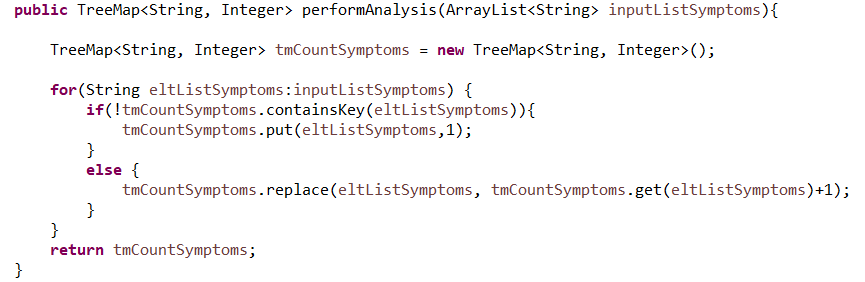 public TreeMap<String, Integer> performAnalysis(ArrayList<String> inputListSymptoms){
TreeMap<String, Integer> tmCountSymptoms = new TreeMap<String, Integer>();
for(String eltListSymptoms:inputListSymptoms) {
if(!tmCountSymptoms.containsKey(eltListSymptoms)){
tmCountSymptoms.put(eltListSymptoms,1);
}
else {
tmCountSymptoms.replace(eltListSymptoms, tmCountSymptoms.get(eltListSymptoms)+1);
}
}
return tmCountSymptoms;
}